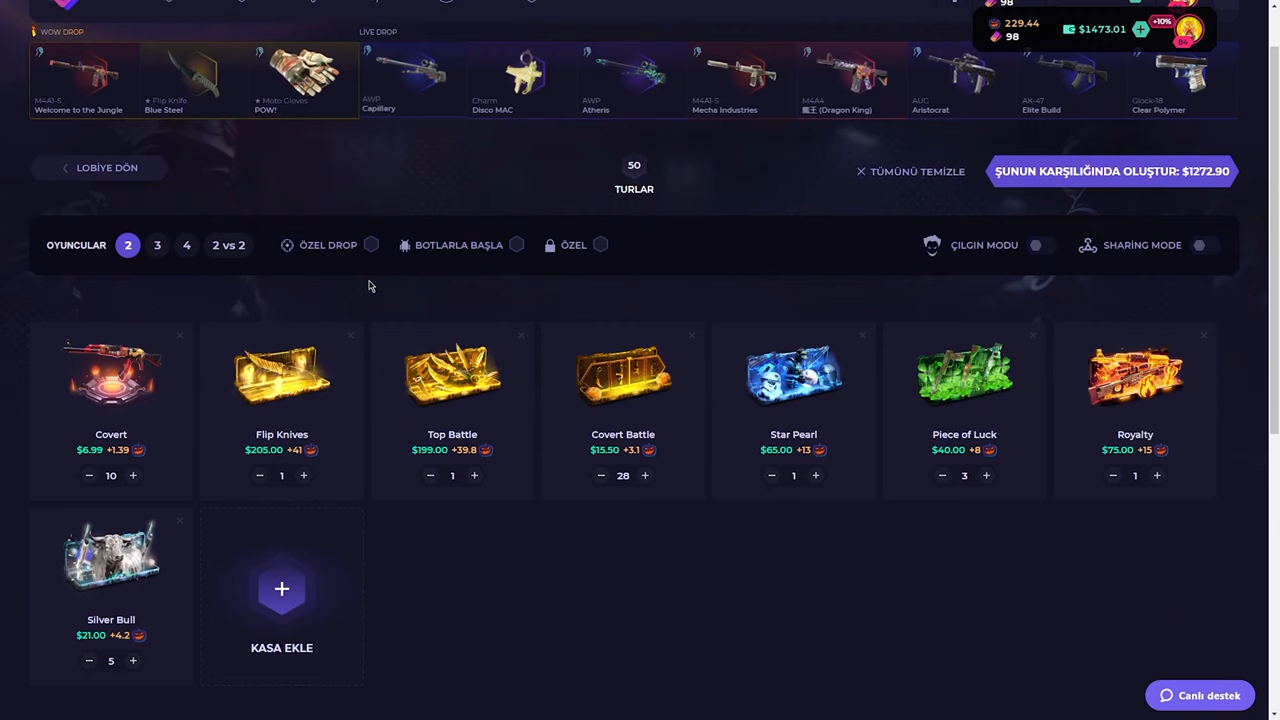 98
229.44
98
$1473.01
+10%
84
WOW DROP
LIVE DROP
M4A1-S
Welcome to the Jungle
★ Flip Knife
Blue Steel
★ Moto Gloves
POW!
AWP
Capillary
Charm
Disco MAC
AWP
Atheris
M4A1-S
Mecha Industries
M4A4
龍王 (Dragon King)
AUG
Aristocrat
AK-47
Elite Build
Glock-18
Clear Polymer
LOBİYE DÖN
50
TURLAR
TÜMÜNÜ TEMİZLE
ŞUNUN KARŞILIĞINDA OLUŞTUR: $1272.90
OYUNCULAR 2 3 4 2 vs 2
ÖZEL DROP
BOTLARLA BAŞLA
ÖZEL
ÇILGIN MODU
SHARİNG MODE
Covert
$6.99 +1.39
− 10 +
Flip Knives
$205.00 +41
− 1 +
Top Battle
$199.00 +39.8
− 1 +
Covert Battle
$15.50 +3.1
− 28 +
Star Pearl
$65.00 +13
− 1 +
Piece of Luck
$40.00 +8
− 3 +
Royalty
$75.00 +15
− 1 +
Silver Bull
$21.00 +4.2
− 5 +
+
KASA EKLE
Canlı destek